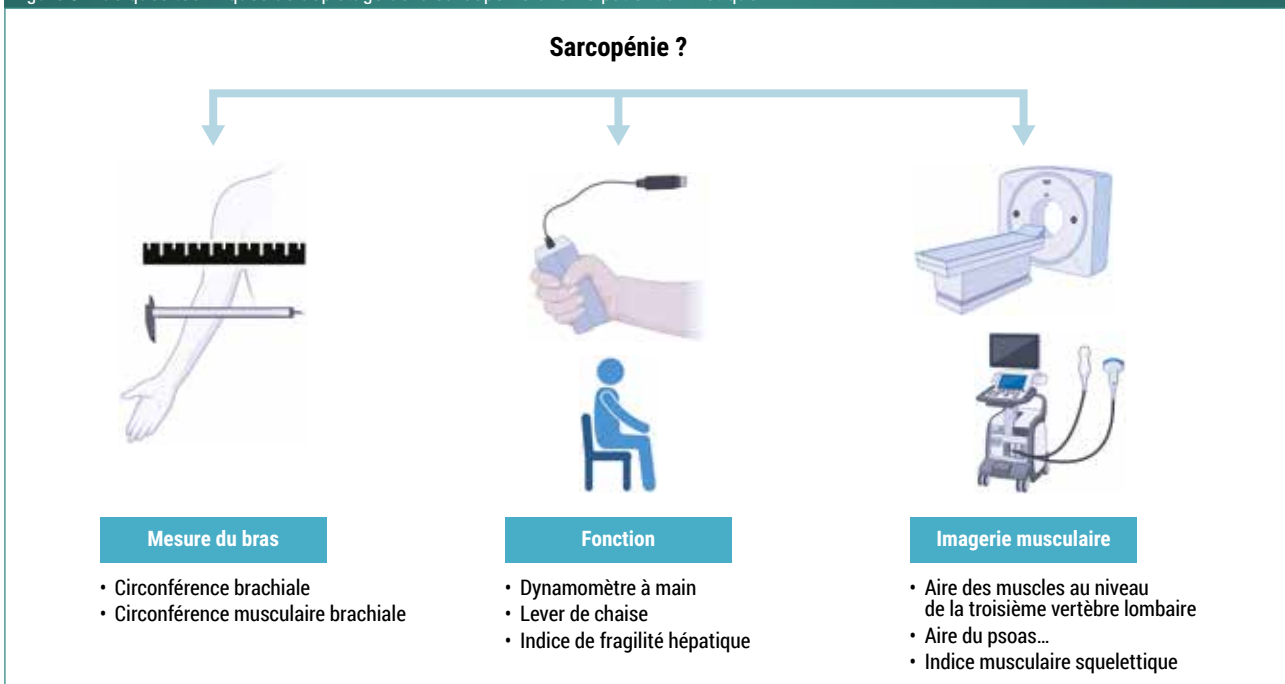 Sarcopénie ?
Mesure du bras
• Circonférence brachiale
• Circonférence musculaire brachiale
Fonction
• Dynamomètre à main
• Lever de chaise
• Indice de fragilité hépatique
Imagerie musculaire
• Aire des muscles au niveau
de la troisième vertèbre lombaire
• Aire du psoas…
• Indice musculaire squelettique